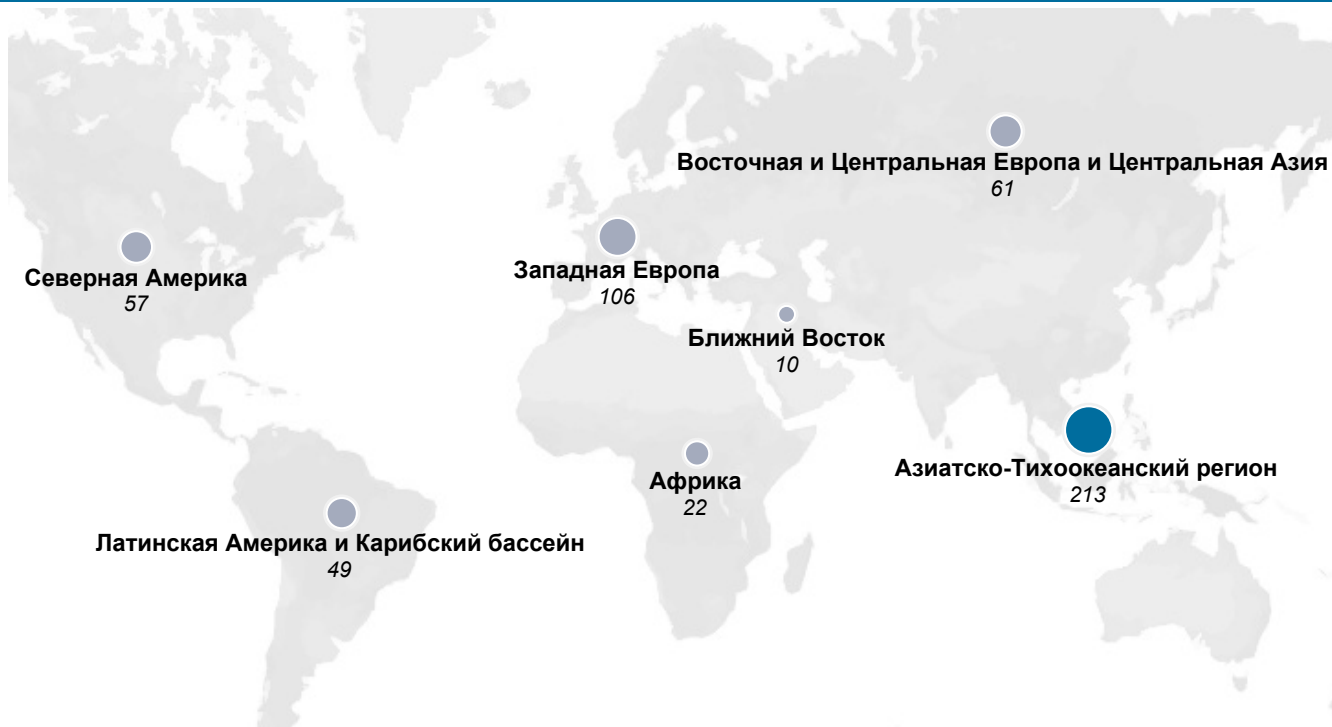 Восточная и Центральная Европа и Центральная Азия
61
Северная Америка
57
Западная Европа
106
Ближний Восток
10
Азиатско-Тихоокеанский регион
213
Африка
22
Латинская Америка и Карибский бассейн
49